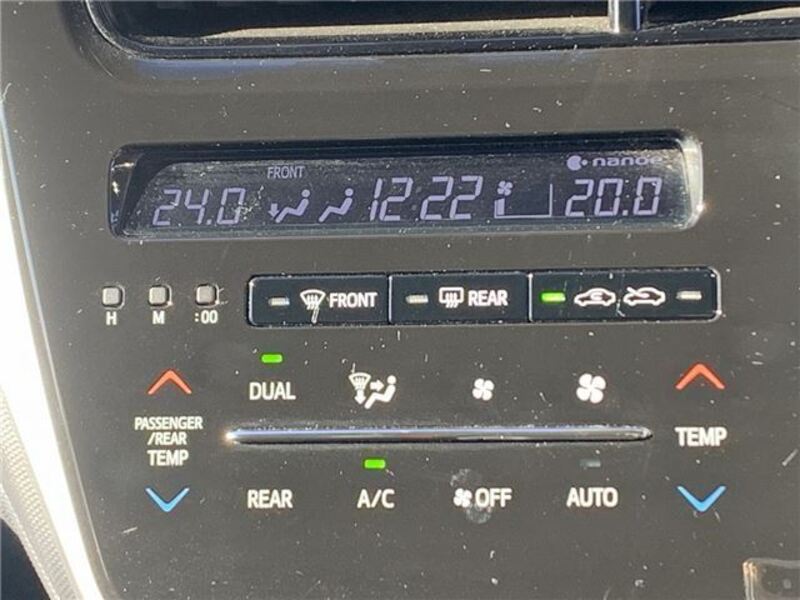 nanoe
FRONT
24.0 12:22 20.0
H M :00
FRONT REAR
DUAL
PASSENGER
/REAR
TEMP
TEMP
REAR A/C OFF AUTO